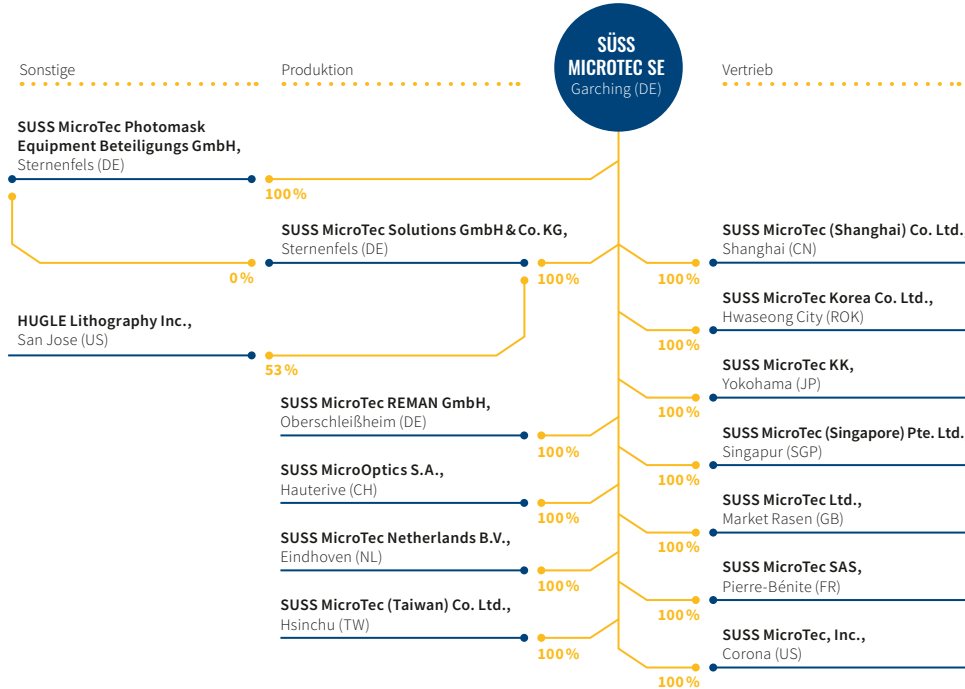 SÜSS
MICROTEC SE
Garching (DE)
Sonstige
SUSS MicroTec Photomask
Equipment Beteiligungs GmbH,
Sternenfels (DE)
100 %
0 %
HUGLE Lithography Inc.,
San Jose (US)
53 %
Produktion
SUSS MicroTec Solutions GmbH & Co. KG,
Sternenfels (DE)
100 %
SUSS MicroTec REMAN GmbH,
Oberschleißheim (DE)
100 %
SUSS MicroOptics S.A.,
Hauterive (CH)
100 %
SUSS MicroTec Netherlands B.V.,
Eindhoven (NL)
100 %
SUSS MicroTec (Taiwan) Co. Ltd.,
Hsinchu (TW)
100 %
Vertrieb
SUSS MicroTec (Shanghai) Co. Ltd.
Shanghai (CN)
100 %
SUSS MicroTec Korea Co. Ltd.,
Hwaseong City (ROK)
100 %
SUSS MicroTec KK,
Yokohama (JP)
100 %
SUSS MicroTec (Singapore) Pte. Ltd.
Singapur (SGP)
100 %
SUSS MicroTec Ltd.,
Market Rasen (GB)
100 %
SUSS MicroTec SAS,
Pierre-Bénite (FR)
100 %
SUSS MicroTec, Inc.,
Corona (US)
100 %